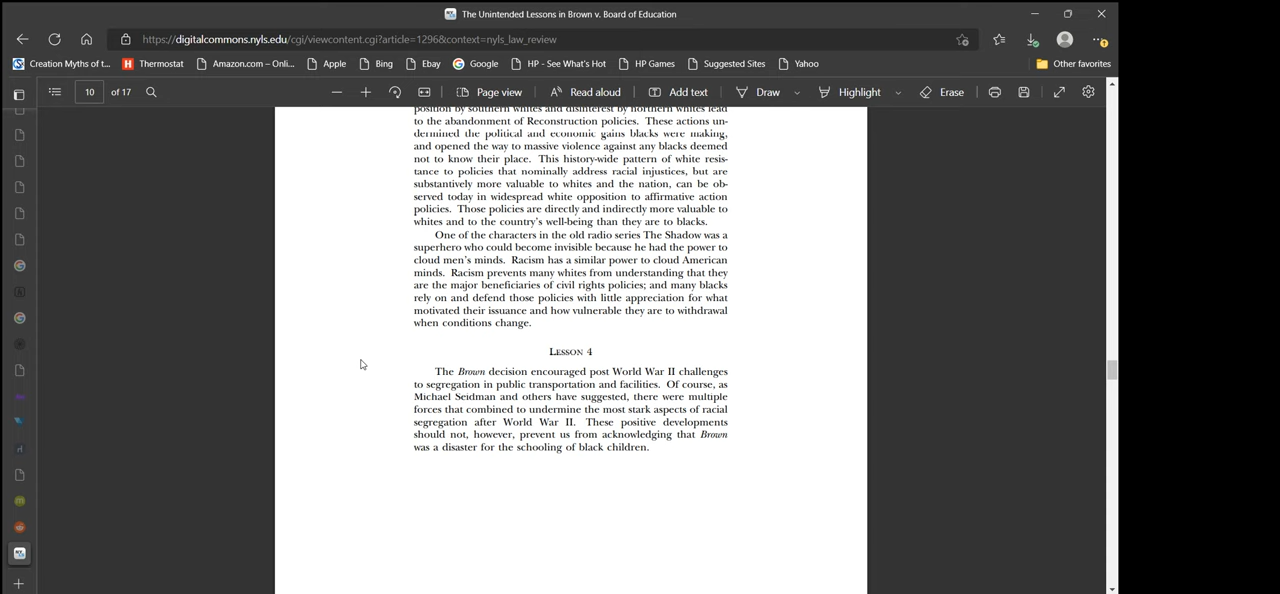 The Unintended Lessons in Brown v. Board of Education
https://digitalcommons.nyls.edu/cgi/viewcontent.cgi?article=1296&context=nyls_law_review
Creation Myths of t... Thermostat Amazon.com – Onli... Apple Bing Ebay Google HP - See What's Hot HP Games Suggested Sites Yahoo Other favorites
10 of 17 Page view Read aloud Add text Draw Highlight Erase
position by southern whites and disinterest by northern whites lead
to the abandonment of Reconstruction policies. These actions un-
dermined the political and economic gains blacks were making,
and opened the way to massive violence against any blacks deemed
not to know their place. This history-wide pattern of white resis-
tance to policies that nominally address racial injustices, but are
substantively more valuable to whites and the nation, can be ob-
served today in widespread white opposition to affirmative action
policies. Those policies are directly and indirectly more valuable to
whites and to the country's well-being than they are to blacks.
One of the characters in the old radio series The Shadow was a
superhero who could become invisible because he had the power to
cloud men's minds. Racism has a similar power to cloud American
minds. Racism prevents many whites from understanding that they
are the major beneficiaries of civil rights policies; and many blacks
rely on and defend those policies with little appreciation for what
motivated their issuance and how vulnerable they are to withdrawal
when conditions change.
LESSON 4
The Brown decision encouraged post World War II challenges
to segregation in public transportation and facilities. Of course, as
Michael Seidman and others have suggested, there were multiple
forces that combined to undermine the most stark aspects of racial
segregation after World War II. These positive developments
should not, however, prevent us from acknowledging that Brown
was a disaster for the schooling of black children.